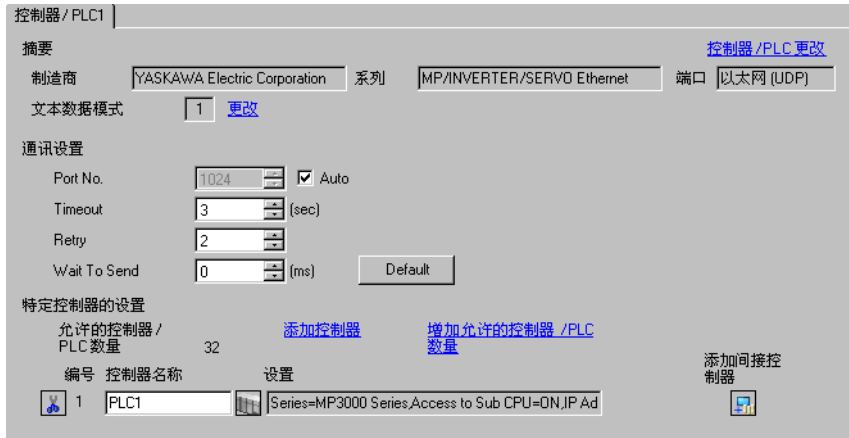 控制器/PLC1
摘要 控制器/PLC更改
制造商 YASKAWA Electric Corporation 系列 MP/INVERTER/SERVO Ethernet 端口 以太网 (UDP)
文本数据模式 1 更改
通讯设置
Port No. 1024 Auto
Timeout 3 (sec)
Retry 2
Wait To Send 0 (ms) Default
特定控制器的设置
允许的控制器/ 添加控制器 增加允许的控制器 /PLC
PLC数量 32 数量
添加间接控
编号 控制器名称 设置 制器
1 PLC1 Series=MP3000 Series,Access to Sub CPU=ON,IP Ad